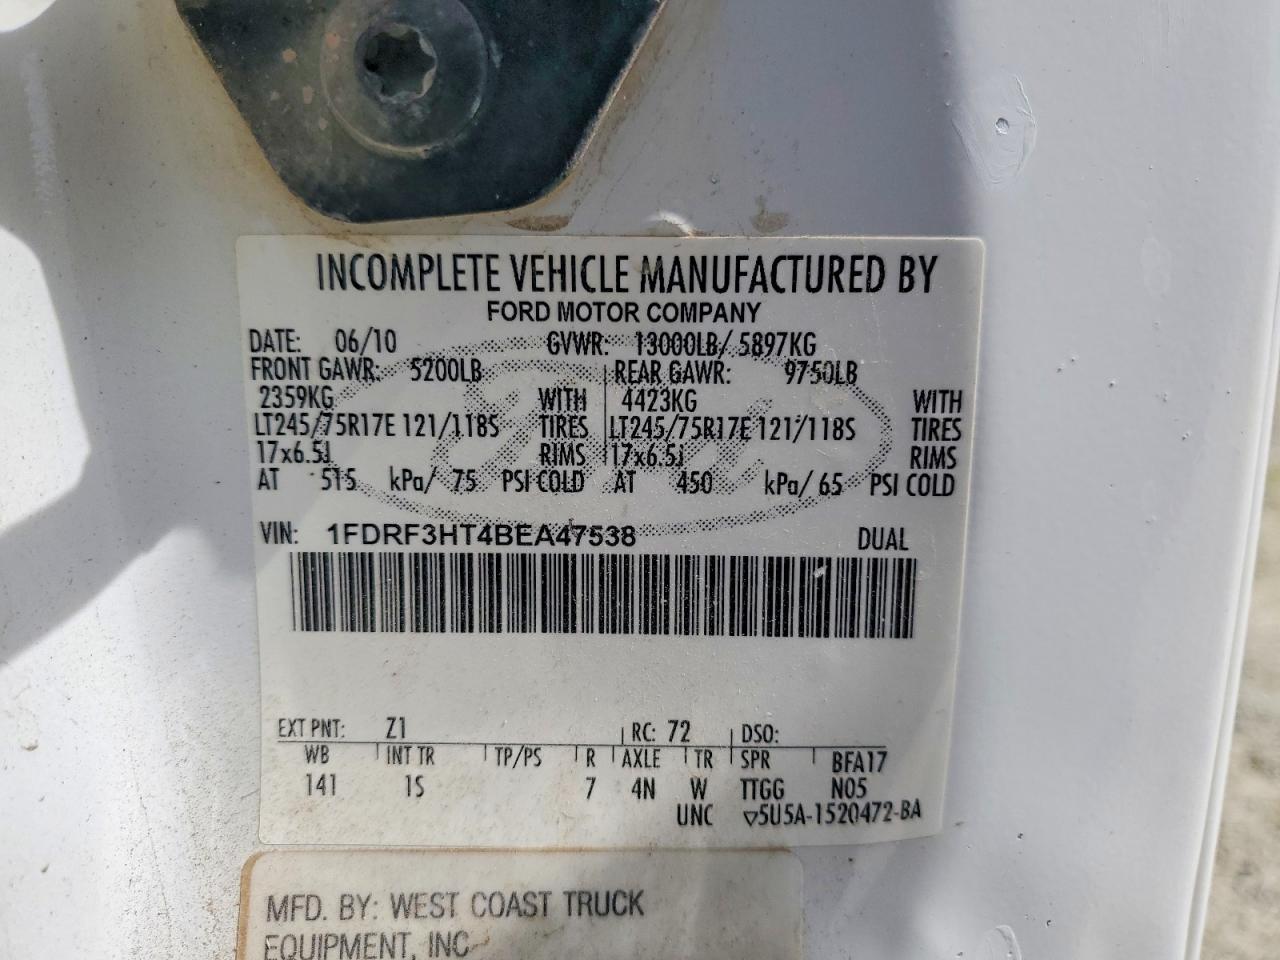 INCOMPLETE VEHICLE MANUFACTURED BY
FORD MOTOR COMPANY
DATE: 06/10 GVWR: 13000LB/ 5897KG
FRONT GAWR: 5200LB REAR GAWR: 9750LB
2359KG WITH 4423KG WITH
LT245/75R17E 121/118S TIRES LT245/75R17E 121/118S TIRES
17x6.5J RIMS 17x6.5J RIMS
AT 515 kPa/ 75 PSI COLD AT 450 kPa/ 65 PSI COLD
VIN: 1FDRF3HT4BEA47538 DUAL
EXT PNT: Z1 RC: 72 DSO:
WB INT TR TP/PS R AXLE TR SPR BFA17
141 1S 7 4N W TTGG N05
UNC ▽5U5A-1520472-BA
MFD. BY: WEST COAST TRUCK
EQUIPMENT, INC